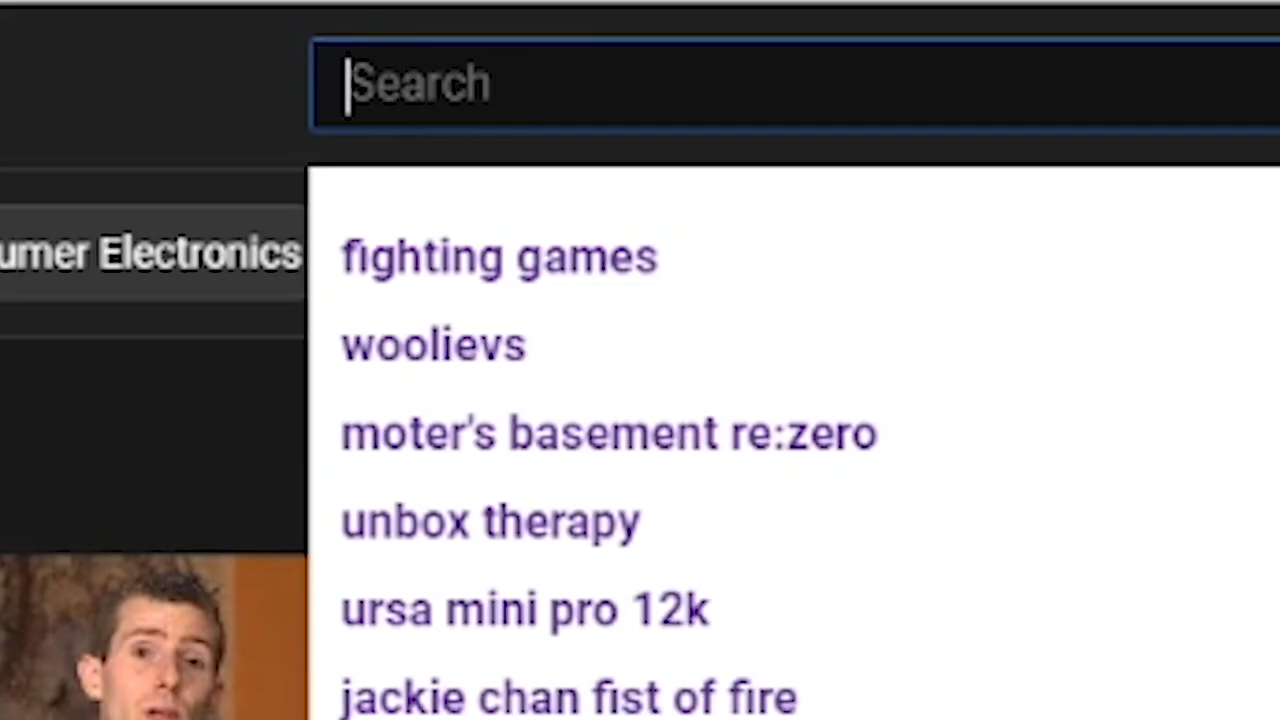 Search
umer Electronics
fighting games
woolievs
moter's basement re:zero
unbox therapy
ursa mini pro 12k
jackie chan fist of fire